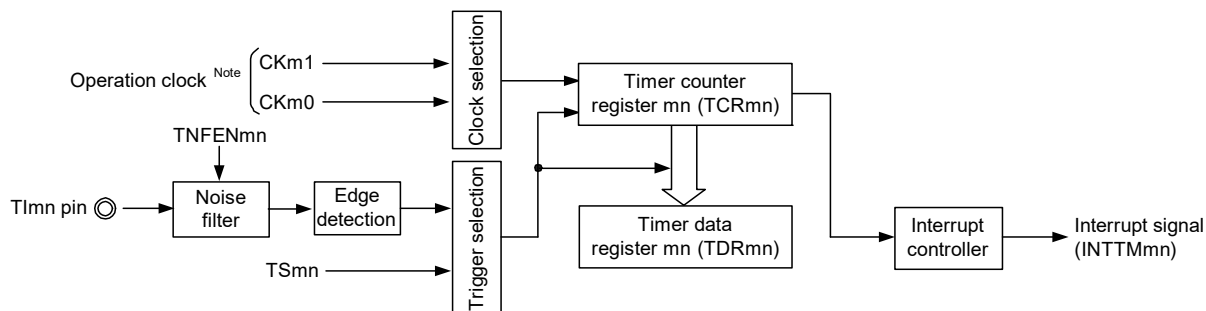 Operation clock Note
CKm1
CKm0
Clock selection
Timer counter
register mn (TCRmn)
TNFENmn
TImn pin
Noise
filter
Edge
detection
TSmn
Trigger selection
Timer data
register mn (TDRmn)
Interrupt
controller
Interrupt signal
(INTTMmn)